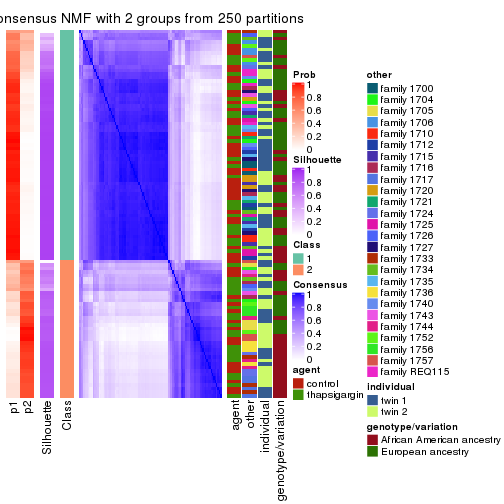 onsensus NMF with 2 groups from 250 partitions
p1
p2
Silhouette
Class
agent
other
individual
genotype/variation
Prob
1
0.8
0.6
0.4
0.2
0
Silhouette
1
0.8
0.6
0.4
0.2
0
Class
1
2
Consensus
1
0.8
0.6
0.4
0.2
0
agent
control
thapsigargin
other
family 1700
family 1704
family 1705
family 1706
family 1710
family 1712
family 1715
family 1716
family 1717
family 1720
family 1721
family 1724
family 1725
family 1726
family 1727
family 1733
family 1734
family 1735
family 1736
family 1740
family 1743
family 1744
family 1752
family 1756
family 1757
family REQ115
individual
twin 1
twin 2
genotype/variation
African American ancestry
European ancestry